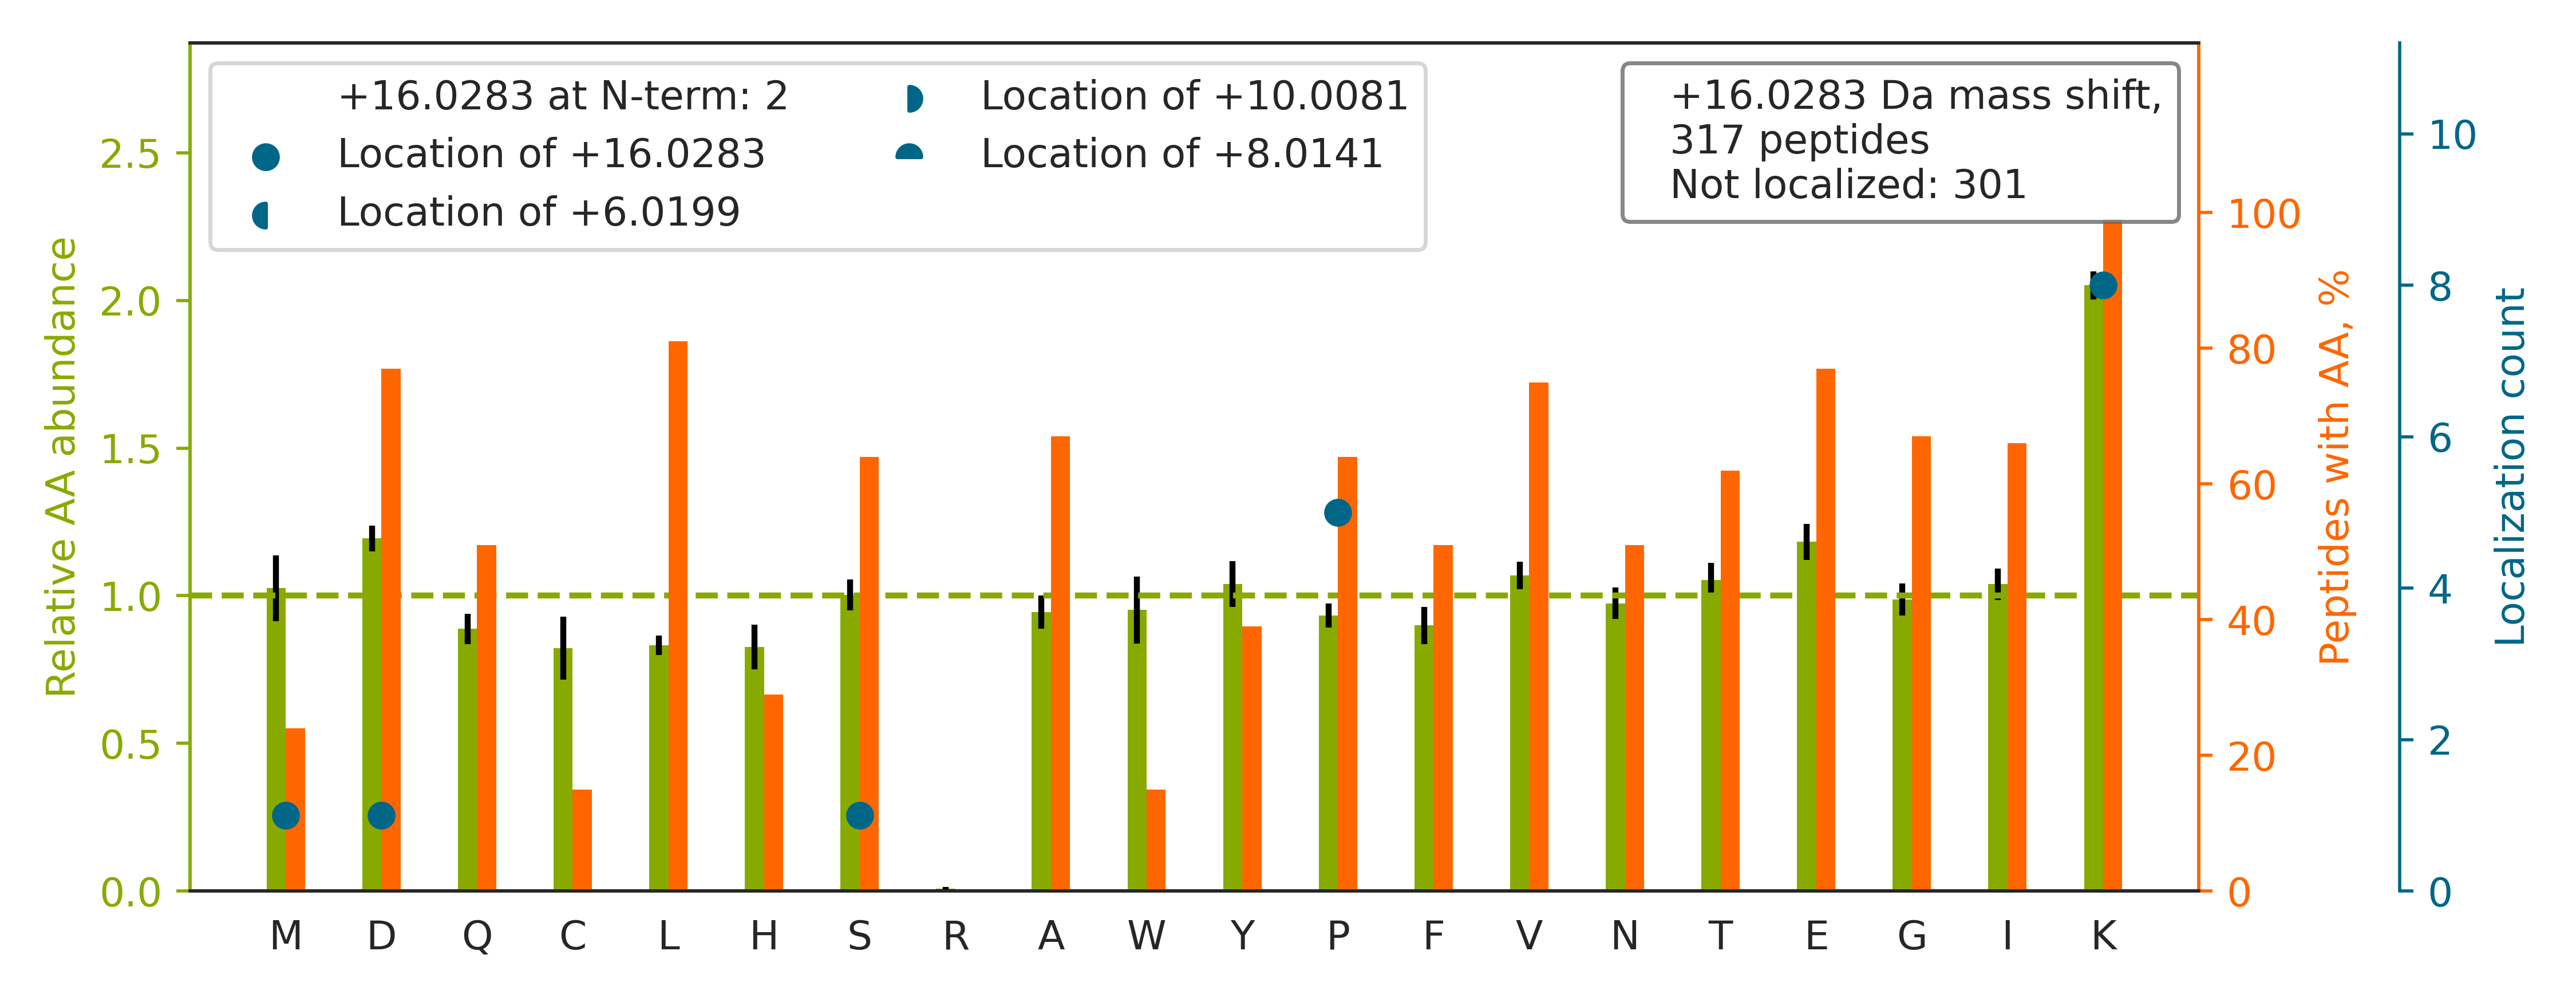 +16.0283 at N-term: 2
Location of +16.0283
Location of +6.0199
Location of +10.0081
Location of +8.0141
+16.0283 Da mass shift,
317 peptides
Not localized: 301
Relative AA abundance
2.5
2.0
1.5
1.0
0.5
0.0
M D Q C L H S R A W Y P F V N T E G I K
100
80
60
40
20
0
Peptides with AA, %
10
8
6
4
2
0
Localization count